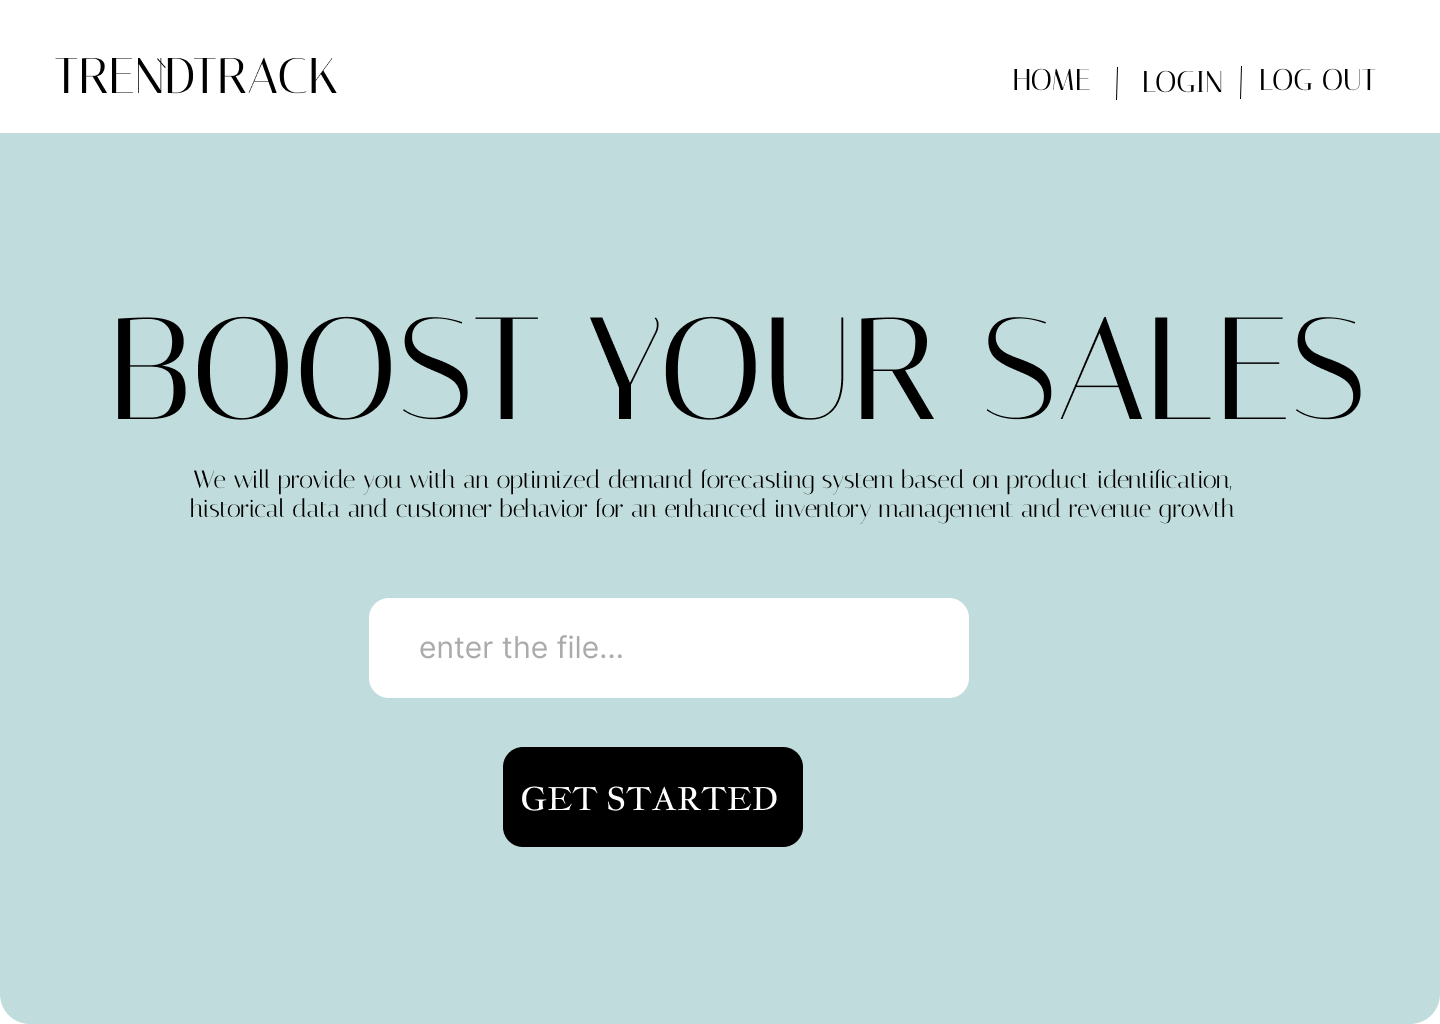 TRENDTRACK
HOME | LOGIN | LOG OUT
BOOST YOUR SALES
We will provide you with an optimized demand forecasting system based on product identification,
historical data and customer behavior for an enhanced inventory management and revenue growth
enter the file...
GET STARTED